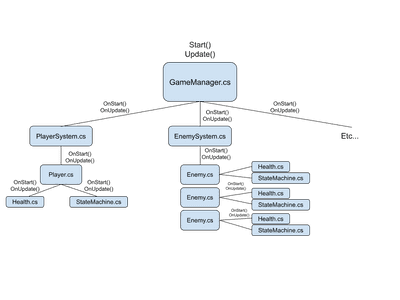 Start()
Update()
GameManager.cs
OnStart()
OnUpdate()
OnStart()
OnUpdate()
OnStart()
OnUpdate()
PlayerSystem.cs
EnemySystem.cs
Etc...
OnStart()
OnUpdate()
OnStart()
OnUpdate()
Player.cs
Enemy.cs
Health.cs
StateMachine.cs
OnStart()
OnUpdate()
OnStart()
OnUpdate()
OnStart()
OnUpdate()
Health.cs
StateMachine.cs
Enemy.cs
Health.cs
StateMachine.cs
OnStart()
OnUpdate()
Enemy.cs
Health.cs
StateMachine.cs